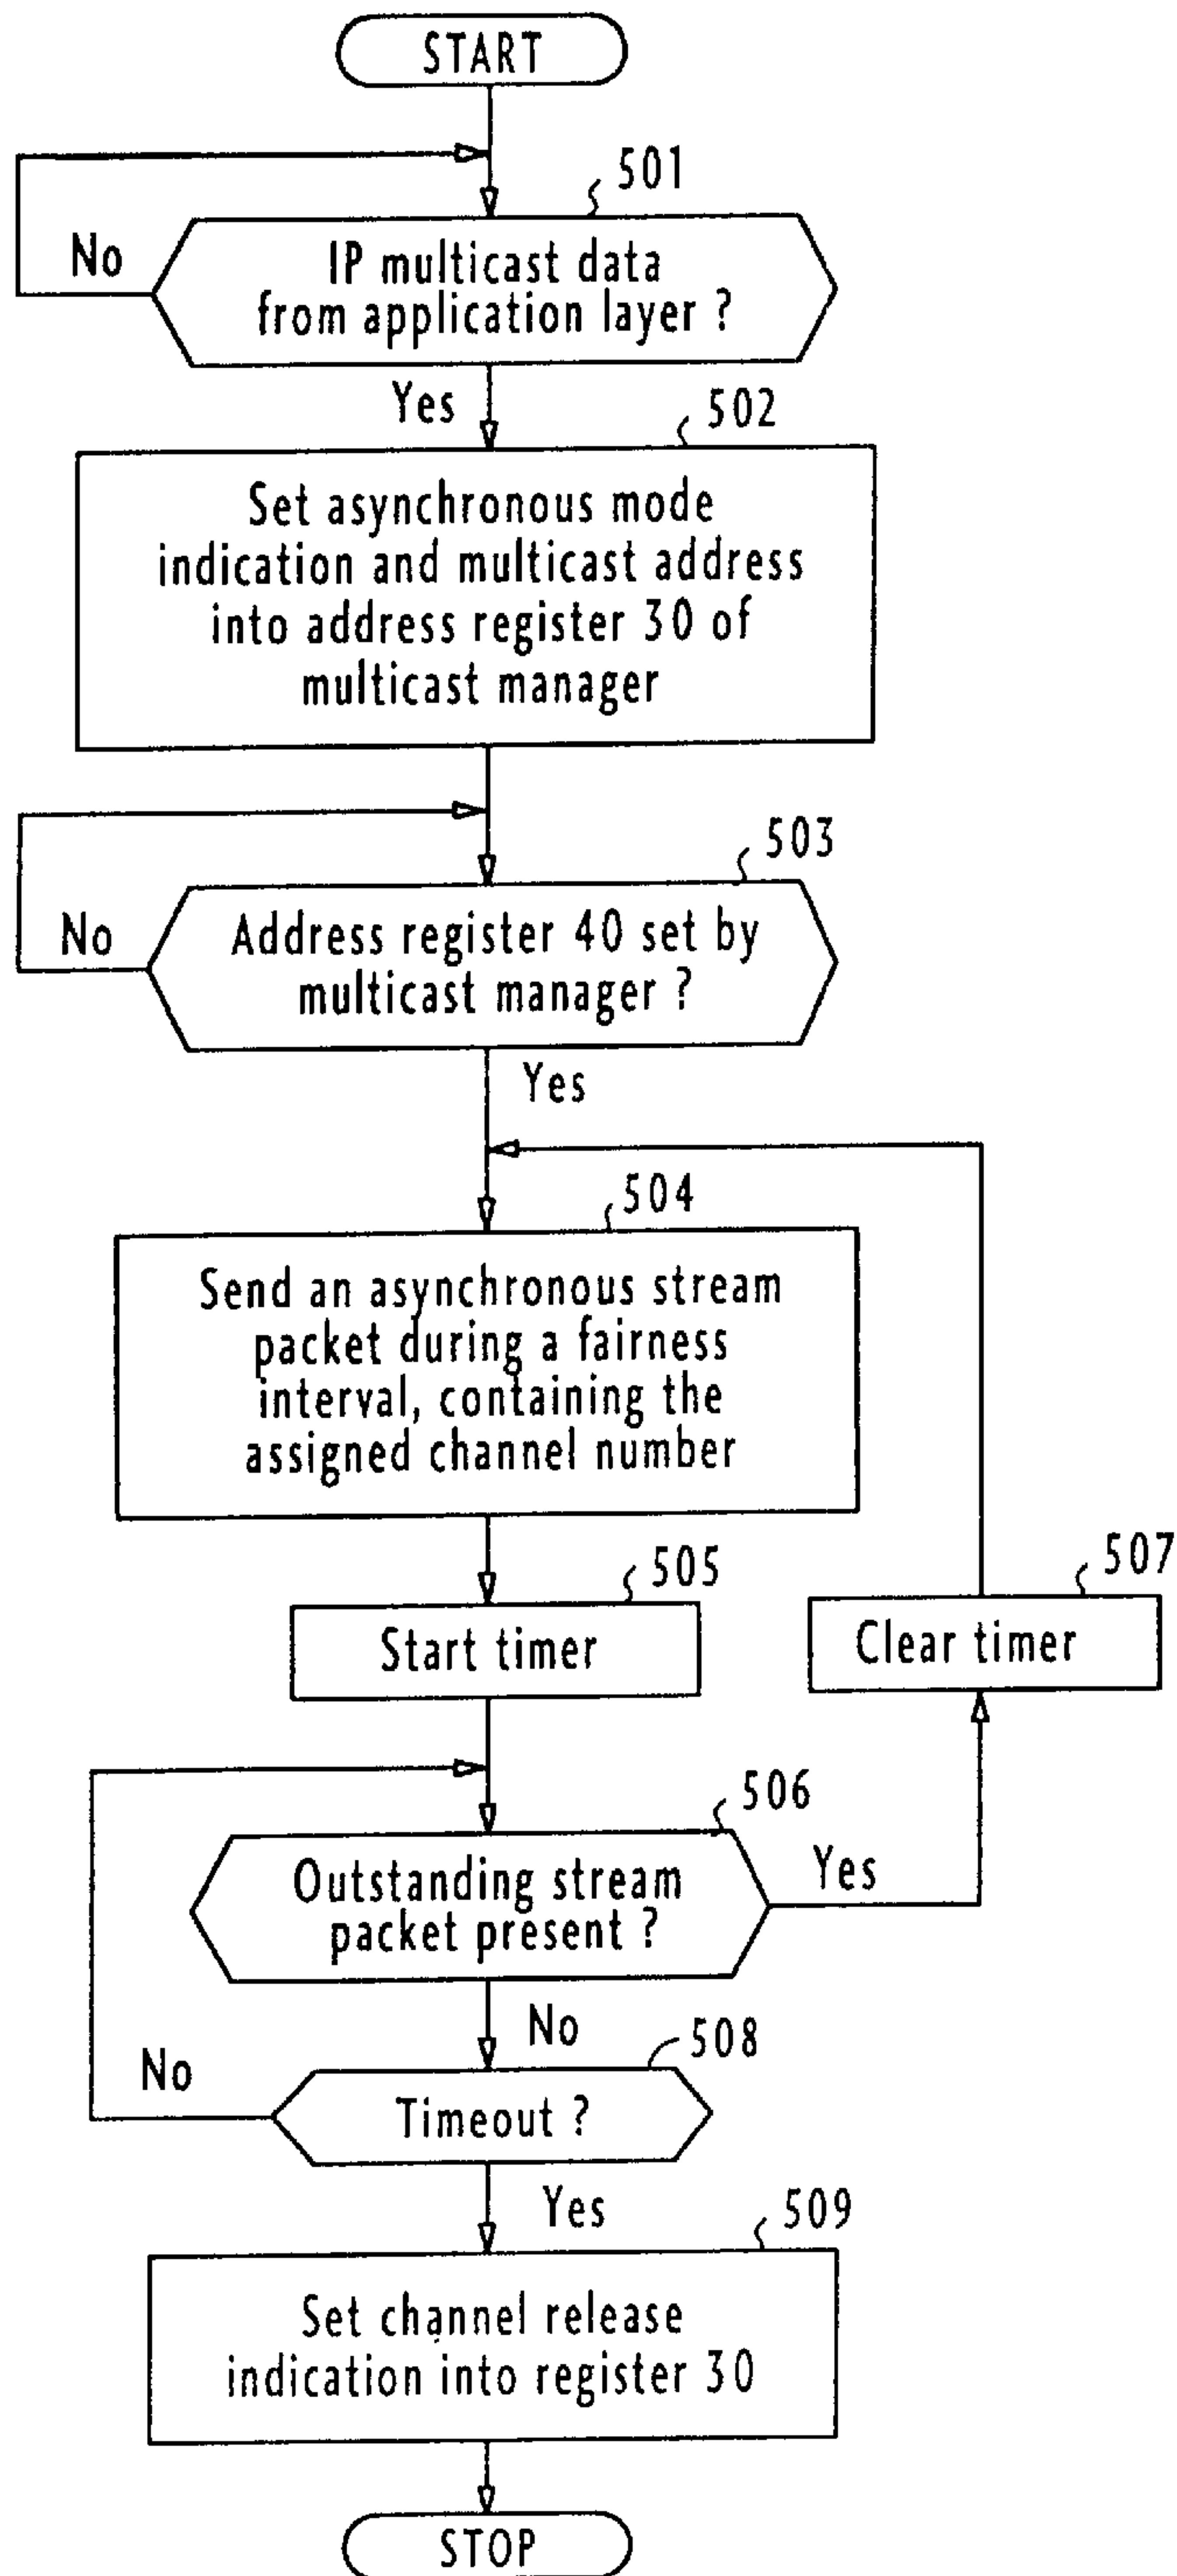 START
501
No
IP multicast data
from application layer ?
Yes
502
Set asynchronous mode
indication and multicast address
into address register 30 of
multicast manager
503
No
Address register 40 set by
multicast manager ?
Yes
504
Send an asynchronous stream
packet during a fairness
interval, containing the
assigned channel number
505
507
Start timer
Clear timer
506
Outstanding stream
packet present ?
Yes
No
508
No
Timeout ?
Yes
509
Set channel release
indication into register 30
STOP